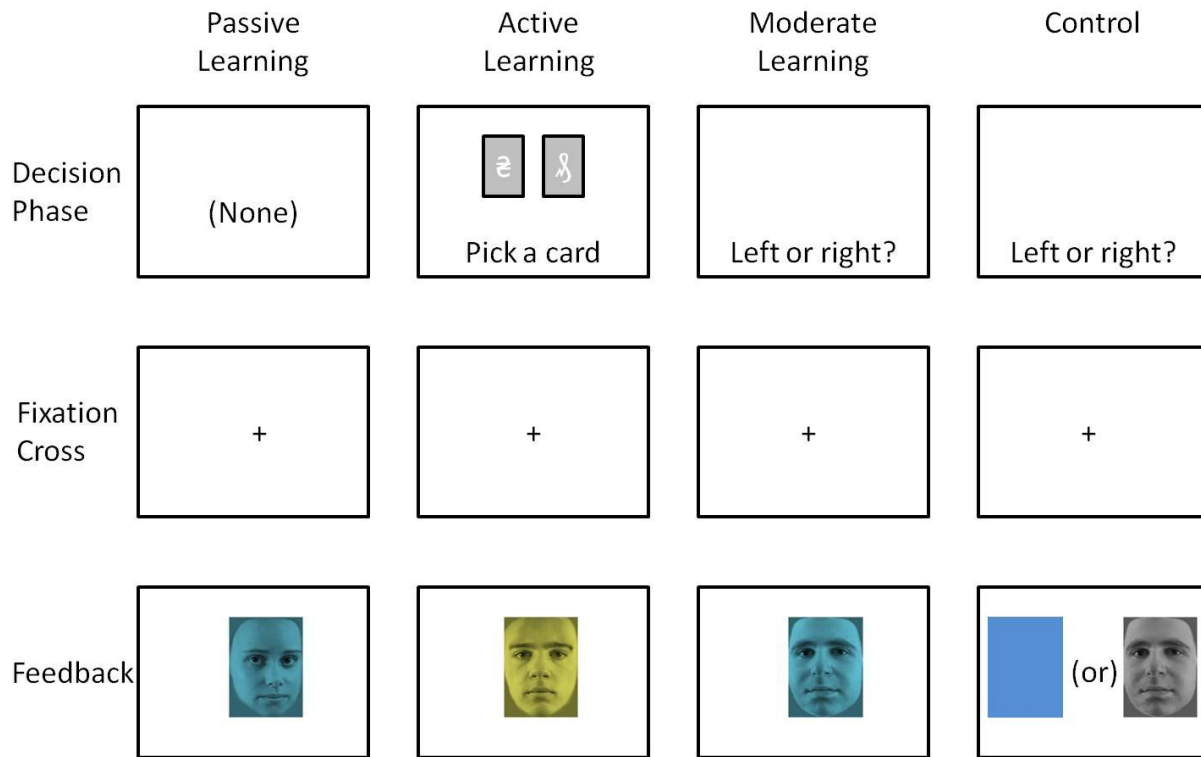 Passive
Learning
Active
Learning
Moderate
Learning
Control
Decision
Phase
(None)
Pick a card
Left or right?
Left or right?
Fixation
Cross
+
+
+
+
Feedback
(or)